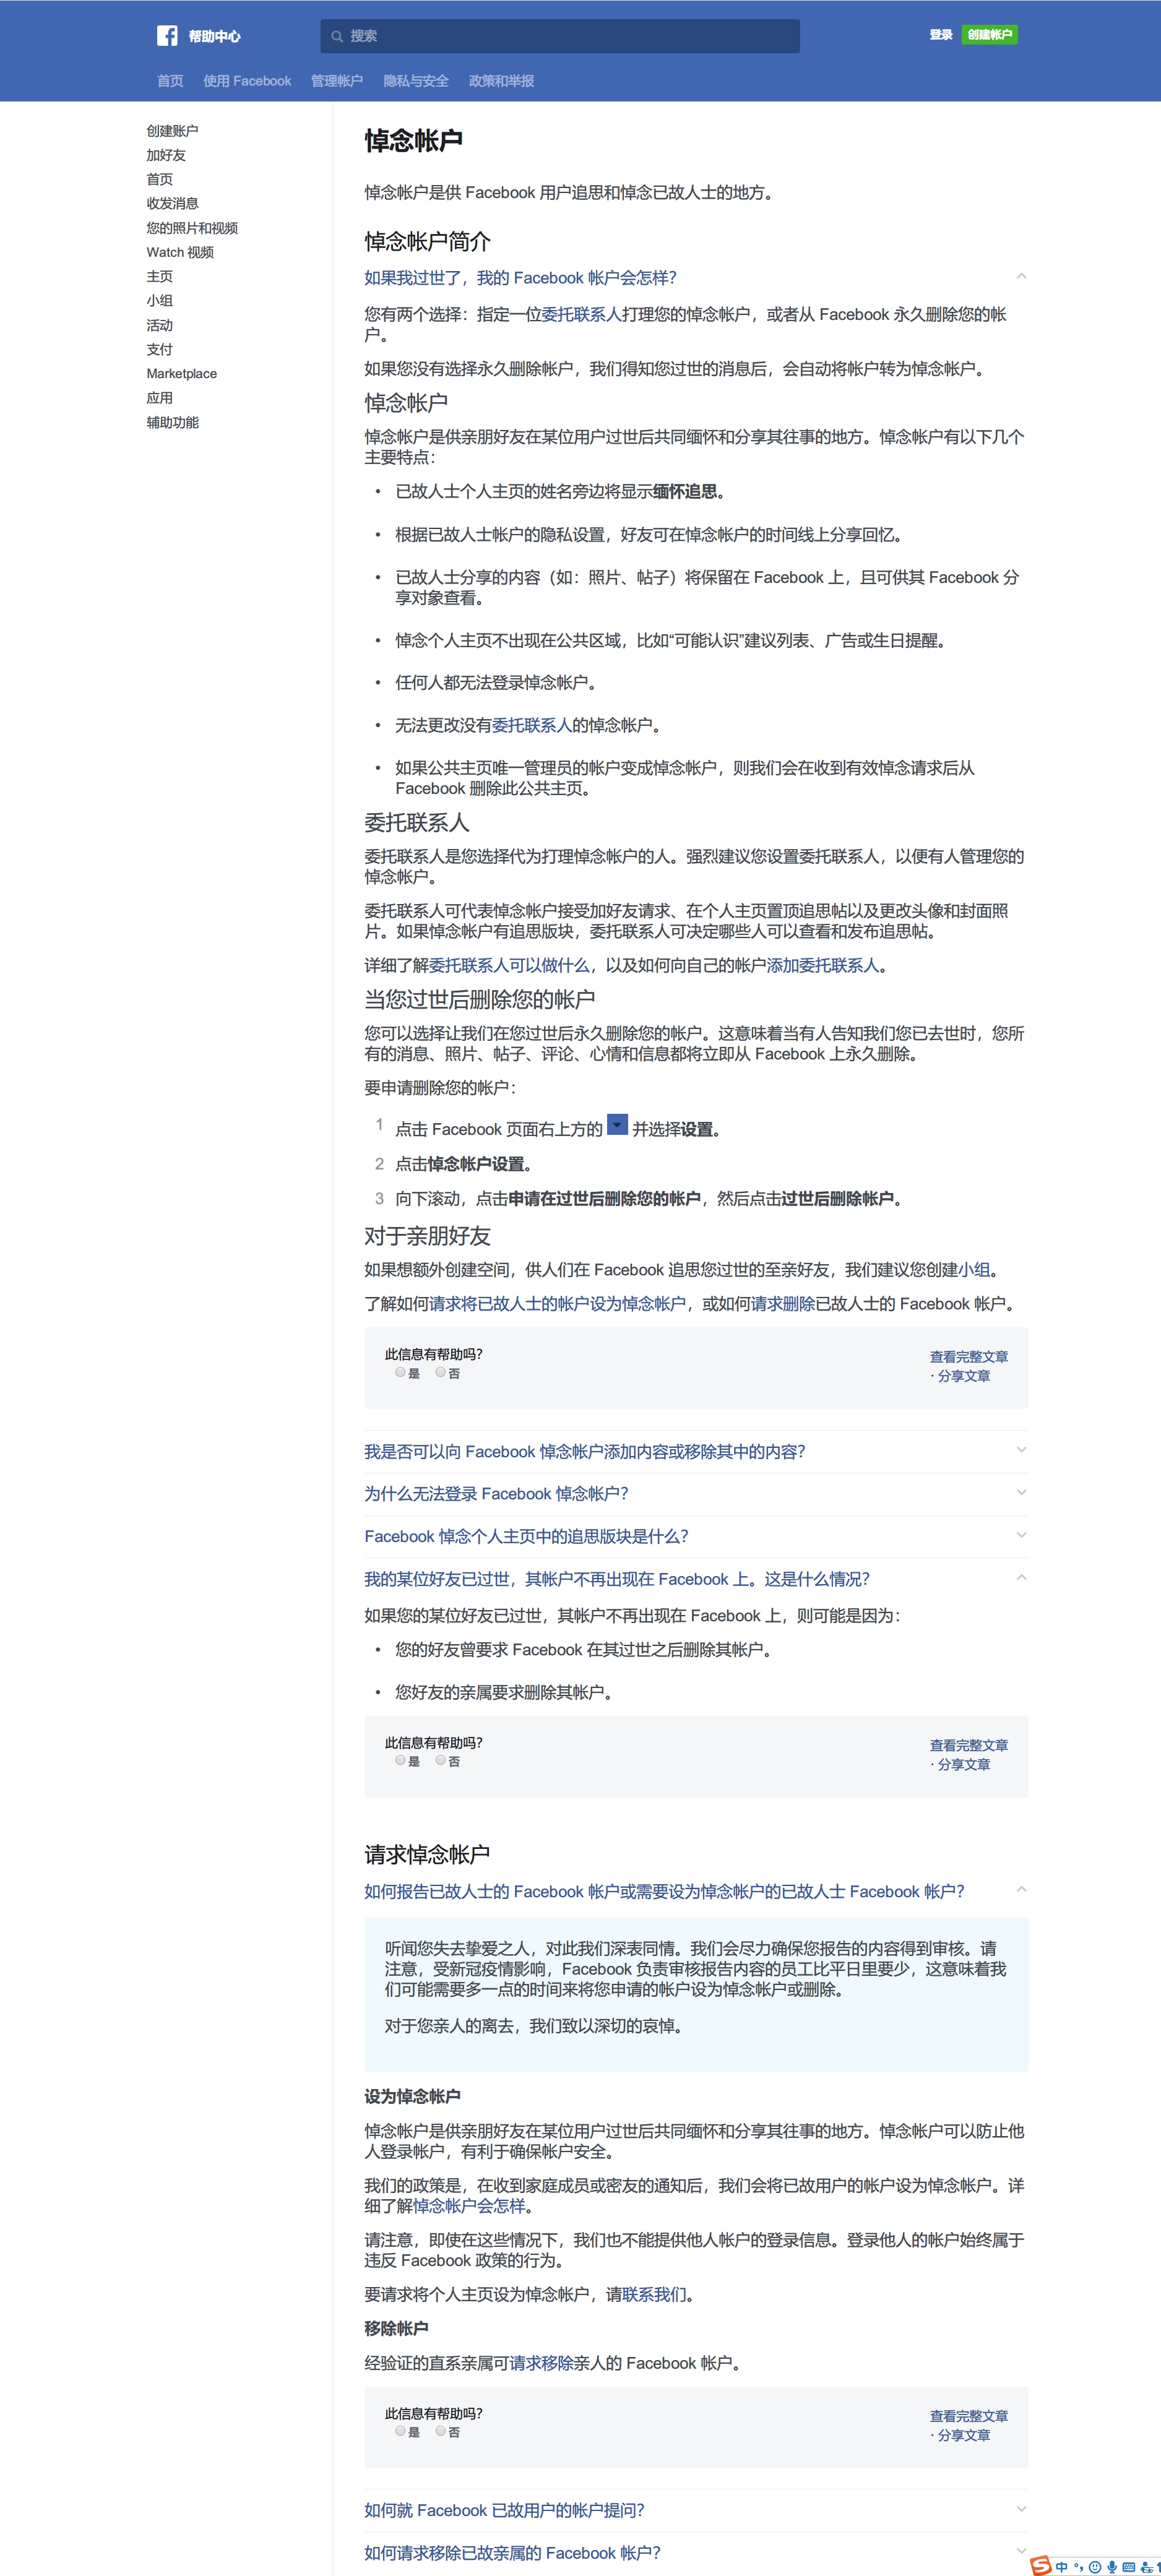 帮助中心
搜索
登录 创建帐户
首页 使用 Facebook 管理帐户 隐私与安全 政策和举报
创建账户
加好友
首页
收发消息
您的照片和视频
Watch 视频
主页
小组
活动
支付
Marketplace
应用
辅助功能
悼念帐户
悼念帐户是供 Facebook 用户追思和悼念已故人士的地方。
悼念帐户简介
如果我过世了，我的 Facebook 帐户会怎样？
您有两个选择：指定一位委托联系人打理您的悼念帐户，或者从 Facebook 永久删除您的帐
户。
如果您没有选择永久删除帐户，我们得知您过世的消息后，会自动将帐户转为悼念帐户。
悼念帐户
悼念帐户是供亲朋好友在某位用户过世后共同缅怀和分享其往事的地方。悼念帐户有以下几个
主要特点：
• 已故人士个人主页的姓名旁边将显示缅怀追思。
• 根据已故人士帐户的隐私设置，好友可在悼念帐户的时间线上分享回忆。
• 已故人士分享的内容（如：照片、帖子）将保留在 Facebook 上，且可供其 Facebook 分
享对象查看。
• 悼念个人主页不出现在公共区域，比如“可能认识”建议列表、广告或生日提醒。
• 任何人都无法登录悼念帐户。
• 无法更改没有委托联系人的悼念帐户。
• 如果公共主页唯一管理员的帐户变成悼念帐户，则我们会在收到有效悼念请求后从
Facebook 删除此公共主页。
委托联系人
委托联系人是您选择代为打理悼念帐户的人。强烈建议您设置委托联系人，以便有人管理您的
悼念帐户。
委托联系人可代表悼念帐户接受加好友请求、在个人主页置顶追思帖以及更改头像和封面照
片。如果悼念帐户有追思版块，委托联系人可决定哪些人可以查看和发布追思帖。
详细了解委托联系人可以做什么，以及如何向自己的帐户添加委托联系人。
当您过世后删除您的帐户
您可以选择让我们在您过世后永久删除您的帐户。这意味着当有人告知我们您已去世时，您所
有的消息、照片、帖子、评论、心情和信息都将立即从 Facebook 上永久删除。
要申请删除您的帐户：
1 点击 Facebook 页面右上方的 并选择设置。
2 点击悼念帐户设置。
3 向下滚动，点击申请在过世后删除您的帐户，然后点击过世后删除帐户。
对于亲朋好友
如果想额外创建空间，供人们在 Facebook 追思您过世的至亲好友，我们建议您创建小组。
了解如何请求将已故人士的帐户设为悼念帐户，或如何请求删除已故人士的 Facebook 帐户。
此信息有帮助吗？
是 否
查看完整文章
· 分享文章
我是否可以向 Facebook 悼念帐户添加内容或移除其中的内容？
为什么无法登录 Facebook 悼念帐户？
Facebook 悼念个人主页中的追思版块是什么？
我的某位好友已过世，其帐户不再出现在 Facebook 上。这是什么情况？
如果您的某位好友已过世，其帐户不再出现在 Facebook 上，则可能是因为：
• 您的好友曾要求 Facebook 在其过世之后删除其帐户。
• 您好友的亲属要求删除其帐户。
此信息有帮助吗？
是 否
查看完整文章
· 分享文章
请求悼念帐户
如何报告已故人士的 Facebook 帐户或需要设为悼念帐户的已故人士 Facebook 帐户？
听闻您失去挚爱之人，对此我们深表同情。我们会尽力确保您报告的内容得到审核。请
注意，受新冠疫情影响，Facebook 负责审核报告内容的员工比平日里要少，这意味着我
们可能需要多一点的时间来将您申请的帐户设为悼念帐户或删除。
对于您亲人的离去，我们致以深切的哀悼。
设为悼念帐户
悼念帐户是供亲朋好友在某位用户过世后共同缅怀和分享其往事的地方。悼念帐户可以防止他
人登录帐户，有利于确保帐户安全。
我们的政策是，在收到家庭成员或密友的通知后，我们会将已故用户的帐户设为悼念帐户。详
细了解悼念帐户会怎样。
请注意，即使在这些情况下，我们也不能提供他人帐户的登录信息。登录他人的帐户始终属于
违反 Facebook 政策的行为。
要请求将个人主页设为悼念帐户，请联系我们。
移除帐户
经验证的直系亲属可请求移除亲人的 Facebook 帐户。
此信息有帮助吗？
是 否
查看完整文章
· 分享文章
如何就 Facebook 已故用户的帐户提问？
如何请求移除已故亲属的 Facebook 帐户？
中